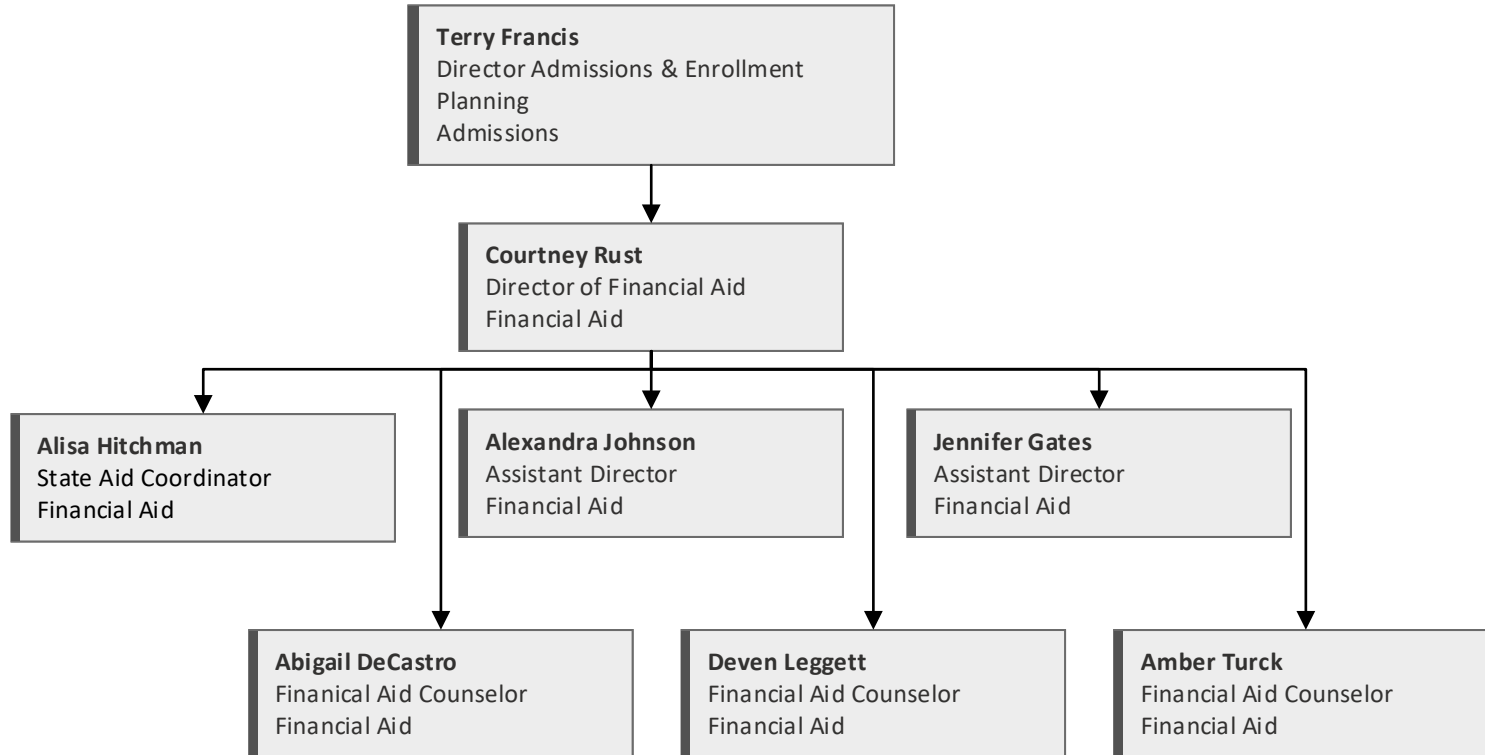 Terry Francis
Director Admissions & Enrollment
Planning
Admissions
Courtney Rust
Director of Financial Aid
Financial Aid
Alisa Hitchman
State Aid Coordinator
Financial Aid
Alexandra Johnson
Assistant Director
Financial Aid
Jennifer Gates
Assistant Director
Financial Aid
Abigail DeCastro
Finanical Aid Counselor
Financial Aid
Deven Leggett
Financial Aid Counselor
Financial Aid
Amber Turck
Financial Aid Counselor
Financial Aid